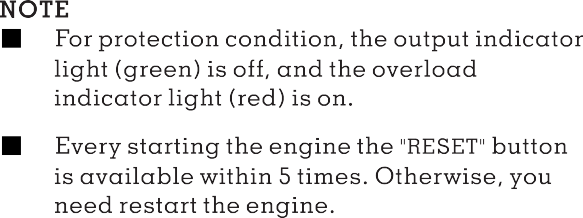 NOTE
■ For protection condition, the output indicator
light (green) is off, and the overload
indicator light (red) is on.
■ Every starting the engine the "RESET" button
is available within 5 times. Otherwise, you
need restart the engine.